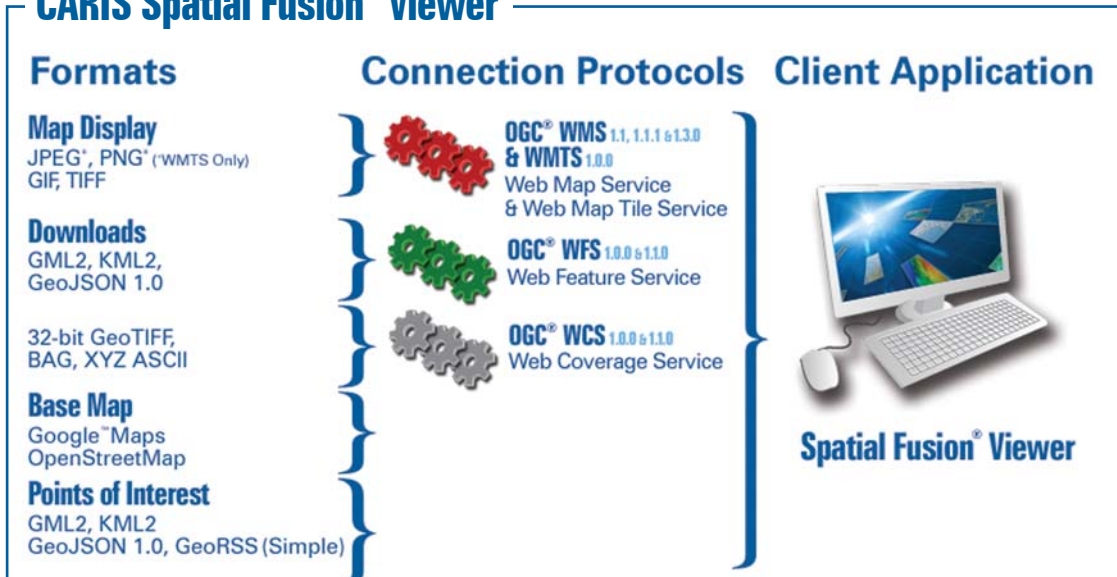 CARIS Spatial Fusion® Viewer
Formats
Connection Protocols
Client Application
Map Display
JPEG*, PNG* (*WMTS Only)
GIF, TIFF
OGC® WMS 1.1, 1.1.1 & 1.3.0
& WMTS 1.0.0
Web Map Service
& Web Map Tile Service
Downloads
GML2, KML2,
GeoJSON 1.0
OGC® WFS 1.0.0 & 1.1.0
Web Feature Service
32-bit GeoTIFF,
BAG, XYZ ASCII
OGC® WCS 1.0.0 & 1.1.0
Web Coverage Service
Base Map
Google™ Maps
OpenStreetMap
Points of Interest
GML2, KML2
GeoJSON 1.0, GeoRSS (Simple)
Spatial Fusion® Viewer